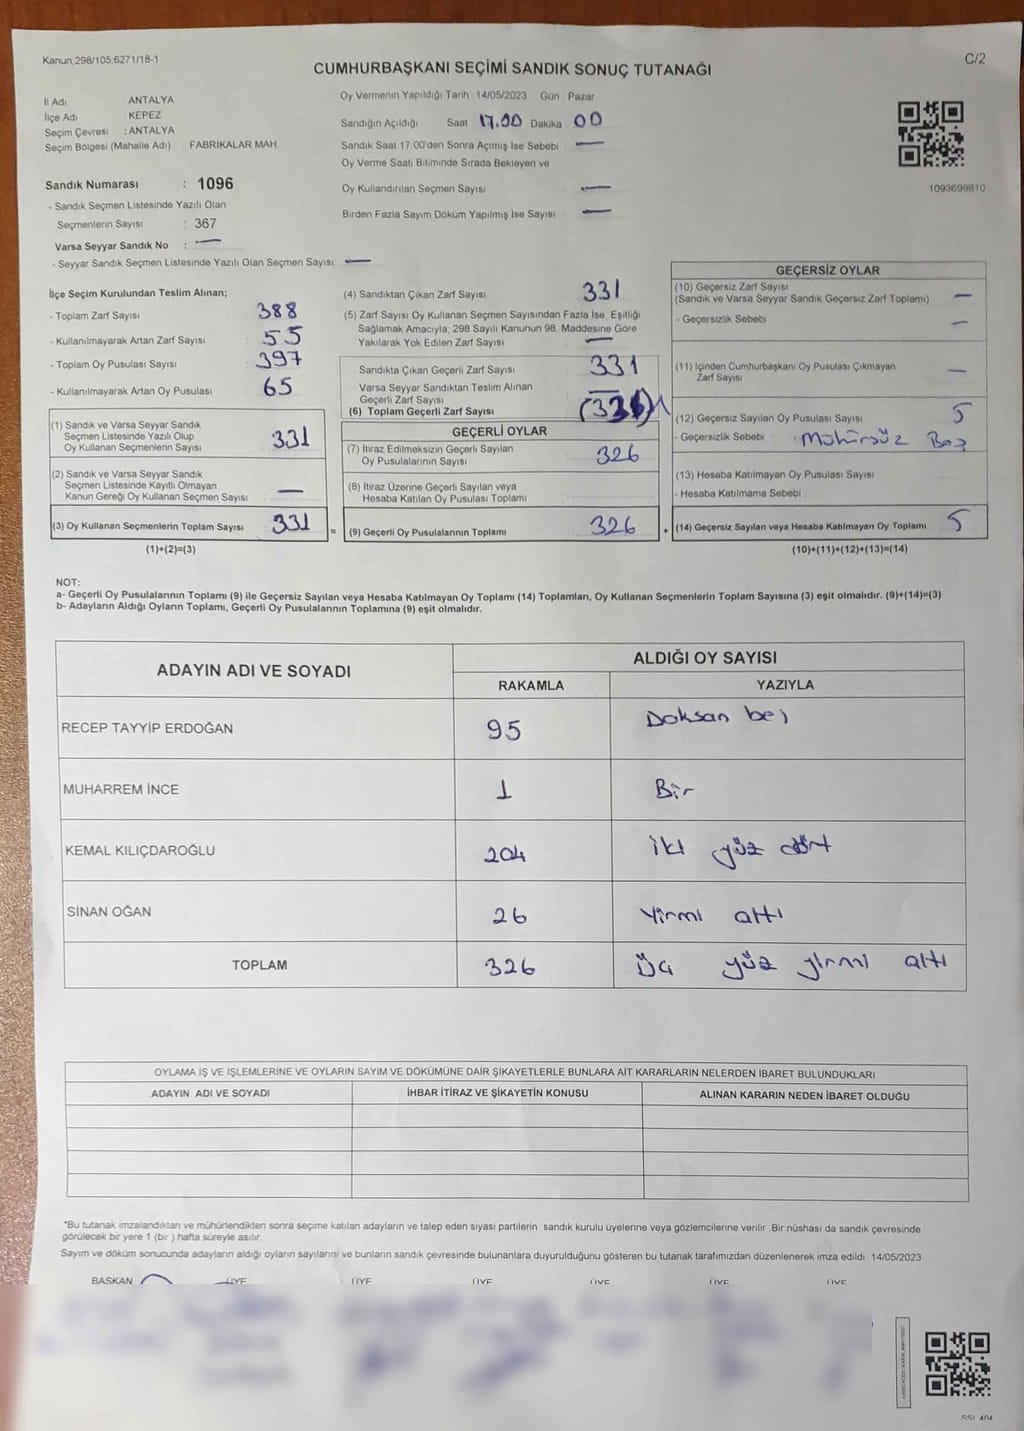 Kanun,298/105;6271/18-1
C/2
CUMHURBAŞKANI SEÇİMİ SANDIK SONUÇ TUTANAĞI
İl Adı ANTALYA
İlçe Adı KEPEZ
Seçim Çevresi : ANTALYA
Seçim Bölgesi (Mahalle Adı) FABRİKALAR MAH.
Sandık Numarası : 1096
- Sandık Seçmen Listesinde Yazılı Olan
Seçmenlerin Sayısı : 367
Varsa Seyyar Sandık No : —
- Seyyar Sandık Seçmen Listesinde Yazılı Olan Seçmen Sayısı —
Oy Vermenin Yapıldığı Tarih 14/05/2023 Gün Pazar
Sandığın Açıldığı Saat 17.00 Dakika 00
Sandık Saat 17.00'den Sonra Açımış İse Sebebi —
Oy Verme Saati Bitiminde Sırada Bekleyen ve
Oy Kullandırılan Seçmen Sayısı —
Birden Fazla Sayım Döküm Yapılmış İse Sayısı —
1093699810
İlçe Seçim Kurulundan Teslim Alınan;
- Toplam Zarf Sayısı 388
- Kullanılmayarak Artan Zarf Sayısı 55
- Toplam Oy Pusulası Sayısı 397
- Kullanılmayarak Artan Oy Pusulası 65
(1) Sandık ve Varsa Seyyar Sandık
Seçmen Listesinde Yazılı Olup
Oy Kullanan Seçmenlerin Sayısı 331
(2) Sandık ve Varsa Seyyar Sandık
Seçmen Listesinde Kayıtlı Olmayan
Kanun Gereği Oy Kullanan Seçmen Sayısı —
(3) Oy Kullanan Seçmenlerin Toplam Sayısı 331
(1)+(2)=(3)
(4) Sandıktan Çıkan Zarf Sayısı 331
(5) Zarf Sayısı Oy Kullanan Seçmen Sayısından Fazla İse, Eşitliği
Sağlamak Amacıyla; 298 Sayılı Kanunun 98. Maddesine Göre
Yakılarak Yok Edilen Zarf Sayısı —
Sandıkta Çıkan Geçerli Zarf Sayısı 331
Varsa Seyyar Sandıktan Teslim Alınan
Geçerli Zarf Sayısı —
(6) Toplam Geçerli Zarf Sayısı
GEÇERLİ OYLAR
(7) İtiraz Edilmeksizin Geçerli Sayılan
Oy Pusulalarının Sayısı 326
(8) İtiraz Üzerine Geçerli Sayılan veya
Hesaba Katılan Oy Pusulası Toplamı
= (9) Geçerli Oy Pusulalarının Toplamı 326
GEÇERSİZ OYLAR
(10) Geçersiz Zarf Sayısı
(Sandık ve Varsa Seyyar Sandık Geçersiz Zarf Toplamı) —
- Geçersizlik Sebebi —
(11) İçinden Cumhurbaşkanı Oy Pusulası Çıkmayan
Zarf Sayısı —
(12) Geçersiz Sayılan Oy Pusulası Sayısı 5
- Geçersizlik Sebebi Mühürsüz Boş
(13) Hesaba Katılmayan Oy Pusulası Sayısı
- Hesaba Katılmama Sebebi
+ (14) Geçersiz Sayılan veya Hesaba Katılmayan Oy Toplamı 5
(10)+(11)+(12)+(13)=(14)
NOT:
a- Geçerli Oy Pusulalarının Toplamı (9) ile Geçersiz Sayılan veya Hesaba Katılmayan Oy Toplamı (14) Toplamları, Oy Kullanan Seçmenlerin Toplam Sayısına (3) eşit olmalıdır. (9)+(14)=(3)
b- Adayların Aldığı Oyların Toplamı, Geçerli Oy Pusulalarının Toplamına (9) eşit olmalıdır.
ADAYIN ADI VE SOYADI
ALDIĞI OY SAYISI
RAKAMLA YAZIYLA
RECEP TAYYİP ERDOĞAN 95 Doksan beş
MUHARREM İNCE 1 Bir
KEMAL KILIÇDAROĞLU 204 iki yüz dört
SİNAN OĞAN 26 Yirmi altı
TOPLAM 326 Üç yüz yirmi altı
OYLAMA İŞ VE İŞLEMLERİNE VE OYLARIN SAYIM VE DÖKÜMÜNE DAİR ŞİKAYETLERLE BUNLARA AİT KARARLARIN NELERDEN İBARET BULUNDUKLARI
ADAYIN ADI VE SOYADI İHBAR İTİRAZ VE ŞİKAYETİN KONUSU ALINAN KARARIN NEDEN İBARET OLDUĞU
*Bu tutanak imzalandıktan ve mühürlendikten sonra seçime katılan adayların ve talep eden siyasi partilerin sandık kurulu üyelerine veya gözlemcilerine verilir. Bir nüshası da sandık çevresinde
görülecek bir yere 1 (bir) hafta süreyle asılır.
Sayım ve döküm sonucunda adayların aldığı oyların sayılarını ve bunların sandık çevresinde bulunanlara duyurulduğunu gösteren bu tutanak tarafımızdan düzenlenerek imza edildi. 14/05/2023
BAŞKAN ÜYE ÜYE ÜYE ÜYE ÜYE ÜYE